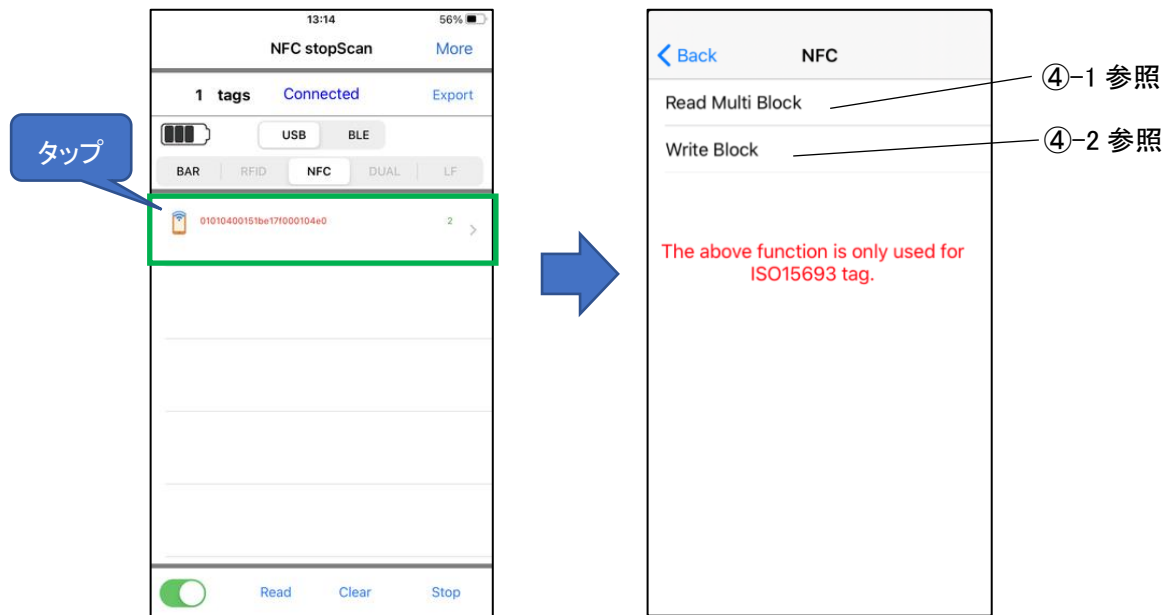 13:14
56%
NFC stopScan
More
1 tags
Connected
Export
USB
BLE
BAR
RFID
NFC
DUAL
LF
タップ
01010400151be17f000104e0
2
Read
Clear
Stop
Back
NFC
Read Multi Block
④-1 参照
Write Block
④-2 参照
The above function is only used for
ISO15693 tag.